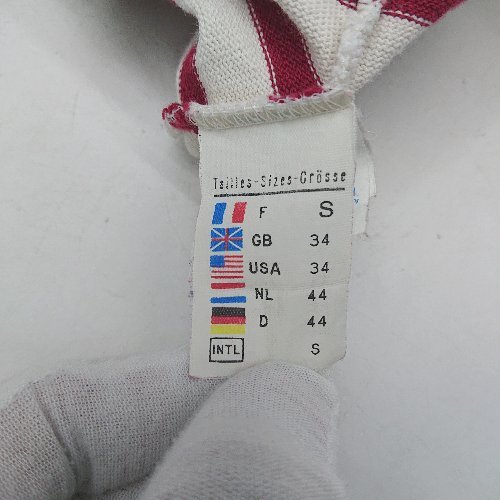 Tailles-Sizes-Grösse
F S
GB 34
USA 34
NL 44
D 44
INTL S